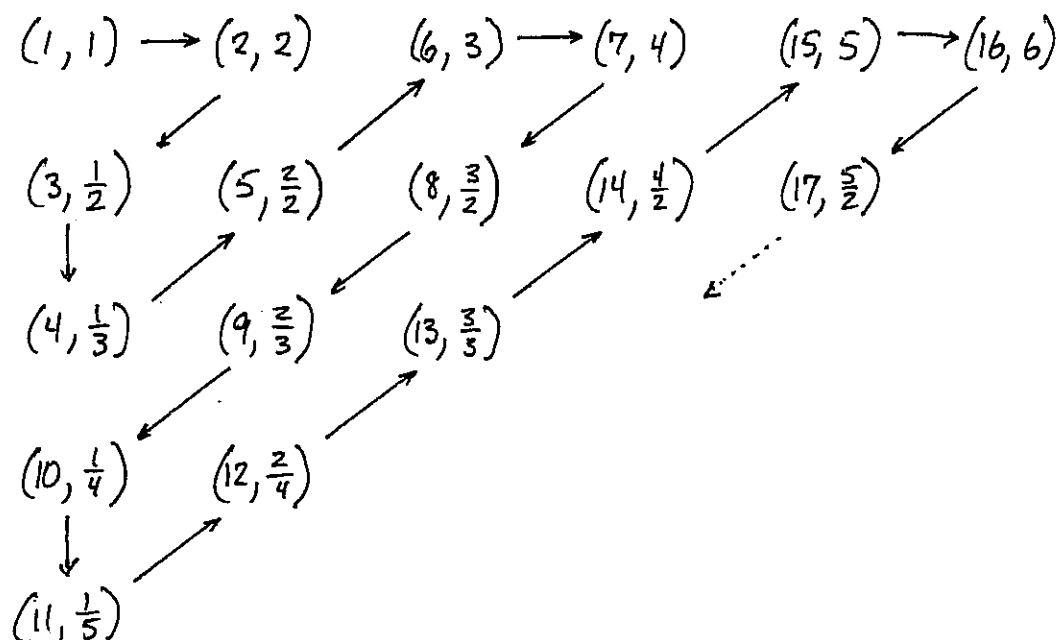 (1, 1) → (2, 2) (6, 3) → (7, 4) (15, 5) → (16, 6)
(3, 1/2) (5, 2/2) (8, 3/2) (14, 4/2) (17, 5/2)
(4, 1/3) (9, 2/3) (13, 3/3)
(10, 1/4) (12, 2/4)
(11, 1/5)